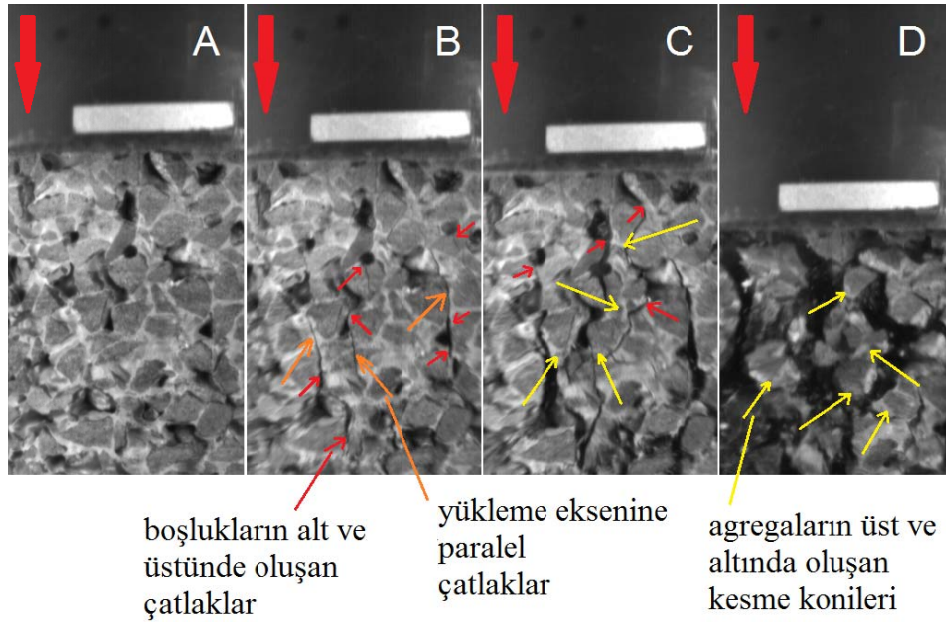 A
B
C
D
boşlukların alt ve
üstünde oluşan
çatlaklar
yükleme eksenine
paralel
çatlaklar
agregaların üst ve
altında oluşan
kesme konileri